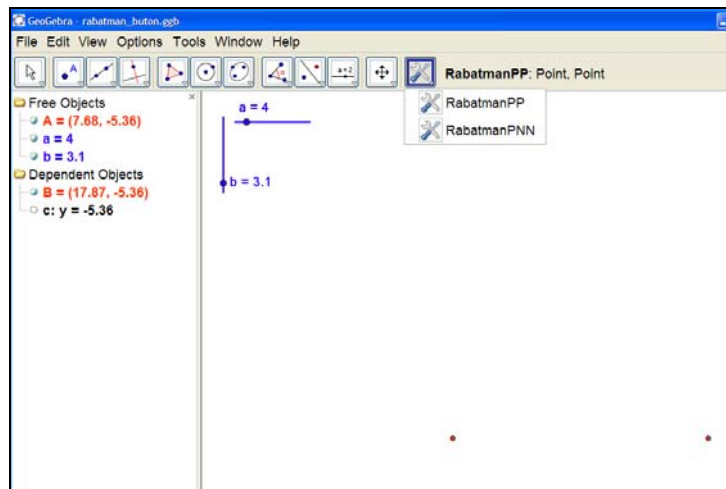 GeoGebra - rabatman_buton.ggb
File Edit View Options Tools Window Help
A
a=2
RabatmanPP: Point, Point
RabatmanPP
RabatmanPNN
Free Objects
A = (7.68, -5.36)
a = 4
b = 3.1
Dependent Objects
B = (17.87, -5.36)
c: y = -5.36
a = 4
b = 3.1